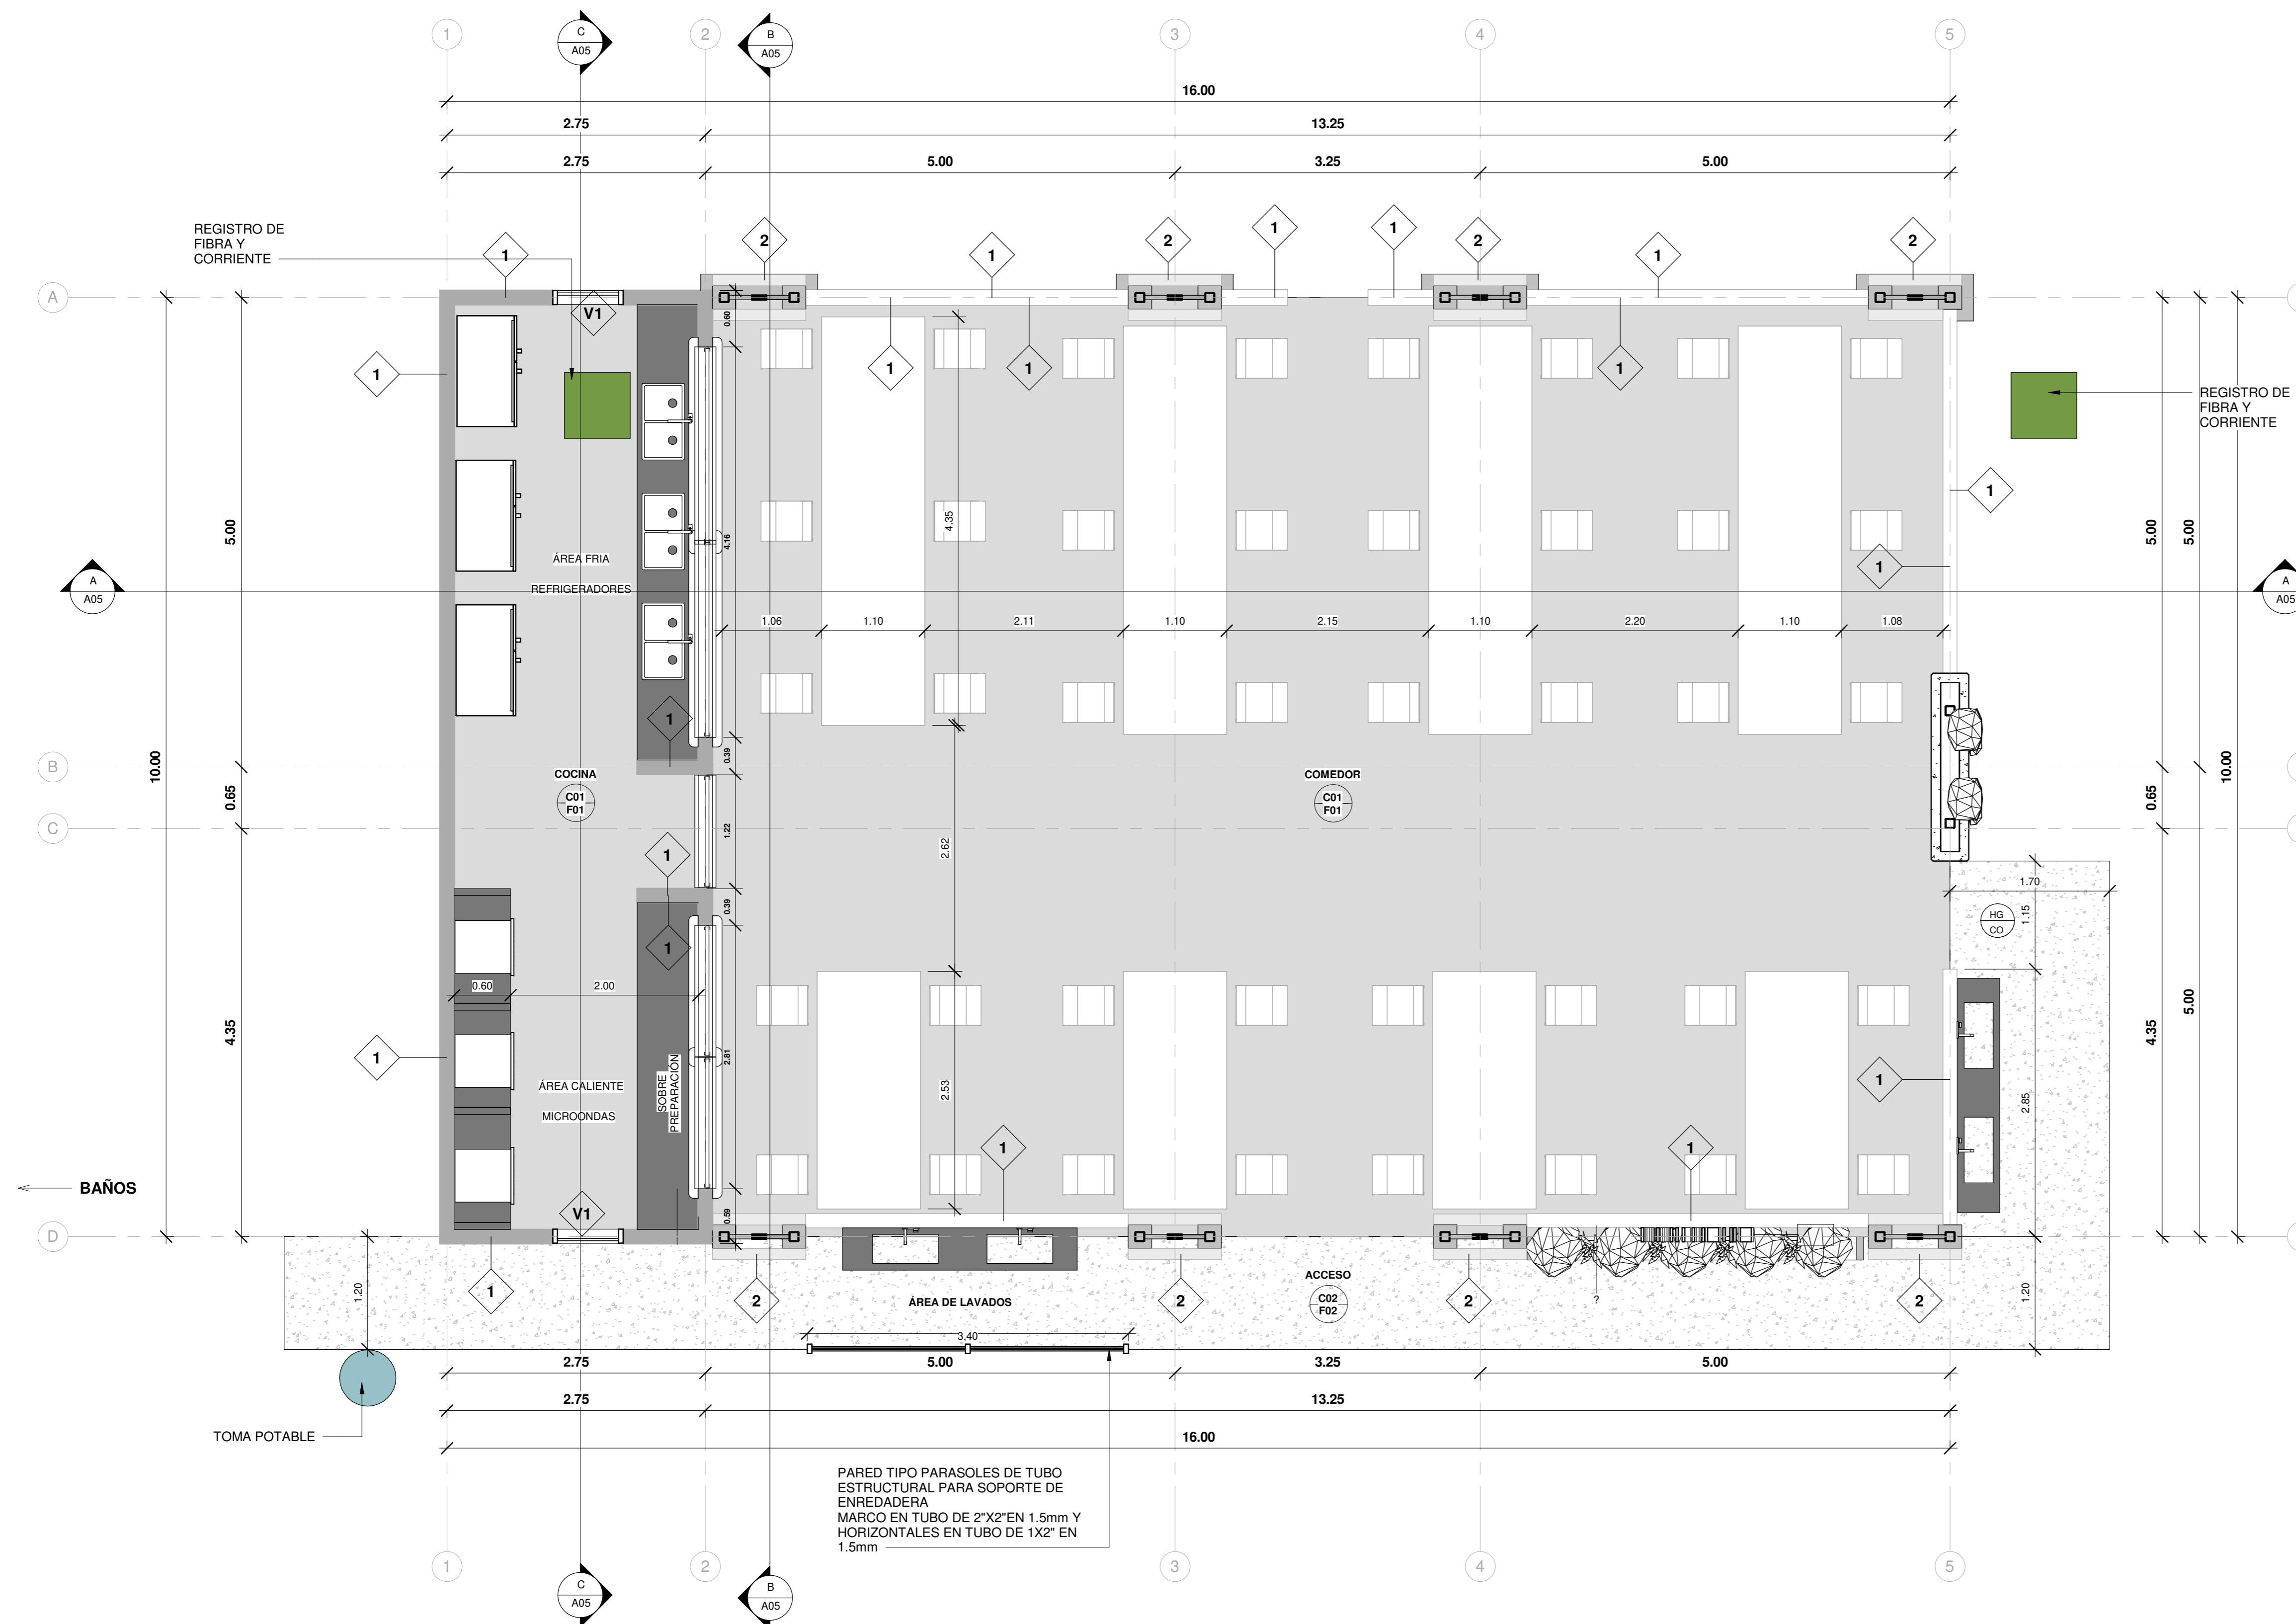 1
C
A05
2
B
A05
3
4
5
16.00
2.75
13.25
2.75
5.00
3.25
5.00
REGISTRO DE
FIBRA Y
CORRIENTE
1
2
1
2
1
1
2
1
2
A
V1
0.60
1
1
1
1
4.35
REGISTRO DE
FIBRA Y
CORRIENTE
1
5.00
4.16
5.00
5.00
ÁREA FRIA
REFRIGERADORES
1
A
A05
A
A05
1.06
1.10
2.11
1.10
2.15
1.10
2.20
1.10
1.08
1
0.39
10.00
B
10.00
COCINA
C01
F01
COMEDOR
C01
F01
0.65
0.65
C
1.22
2.62
1
0.39
1.70
1.15
HG
CO
1
0.60
2.00
4.35
5.00
4.35
1
2.81
2.53
1
2.85
ÁREA CALIENTE
MICROONDAS
SOBRE
PREPARACIÓN
1
1
BAÑOS
V1
0.59
D
1.20
1
2
ÁREA DE LAVADOS
2
ACCESO
C02
F02
2
?
2
1.20
3.40
2.75
5.00
3.25
5.00
2.75
13.25
TOMA POTABLE
16.00
PARED TIPO PARASOLES DE TUBO
ESTRUCTURAL PARA SOPORTE DE
ENREDADERA
MARCO EN TUBO DE 2"X2"EN 1.5mm Y
HORIZONTALES EN TUBO DE 1X2" EN
1.5mm
1
C
A05
2
B
A05
3
4
5